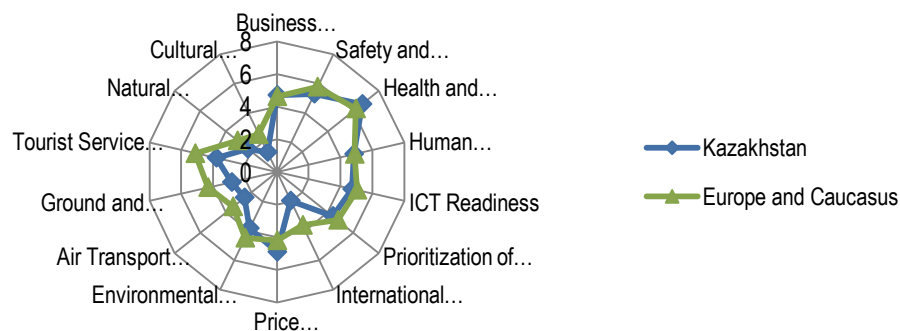 Business…
Safety and…
Health and…
Human…
ICT Readiness
Prioritization of…
International…
Price…
Environmental…
Air Transport…
Ground and…
Tourist Service…
Natural…
Cultural…
8
6
4
2
0
Kazakhstan
Europe and Caucasus